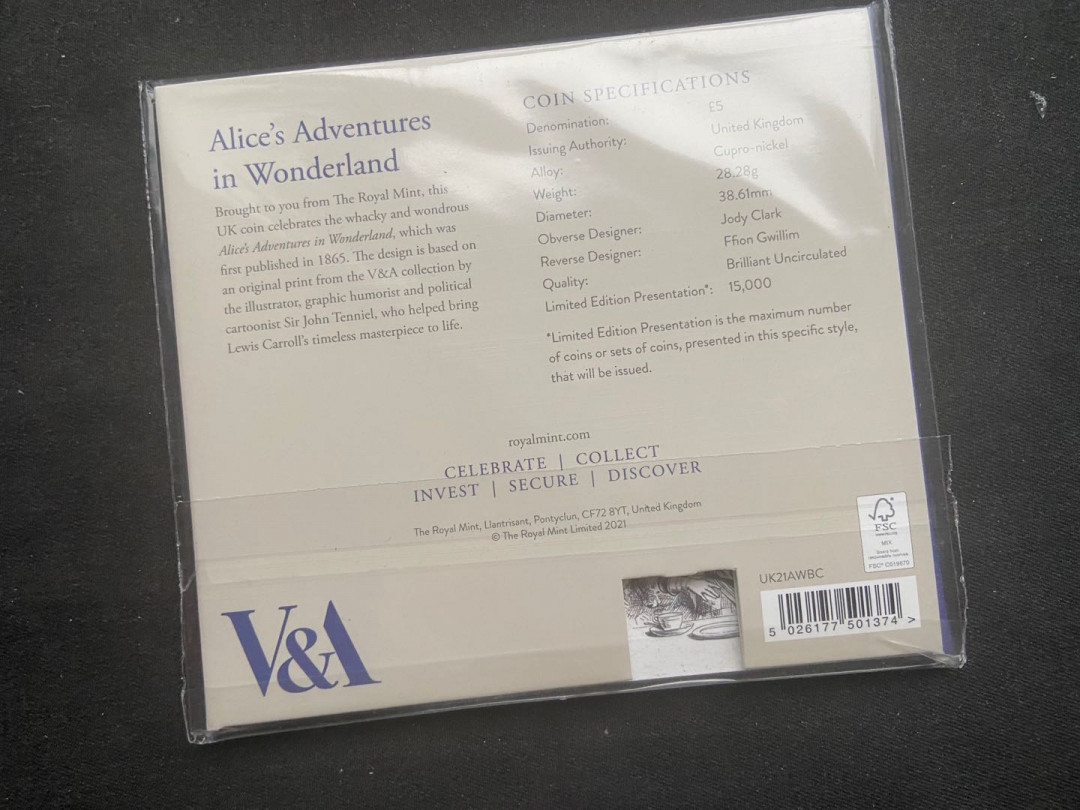 Alice's Adventures
in Wonderland
Brought to you from The Royal Mint, this
UK coin celebrates the whacky and wondrous
Alice's Adventures in Wonderland, which was
first published in 1865. The design is based on
an original print from the V&A collection by
the illustrator, graphic humorist and political
cartoonist Sir John Tenniel, who helped bring
Lewis Carroll's timeless masterpiece to life.
COIN SPECIFICATIONS
Denomination: £5
Issuing Authority: United Kingdom
Alloy: Cupro-nickel
Weight: 28.28g
Diameter: 38.61mm
Obverse Designer: Jody Clark
Reverse Designer: Ffion Gwillim
Quality: Brilliant Uncirculated
Limited Edition Presentation*: 15,000
*Limited Edition Presentation is the maximum number
of coins or sets of coins, presented in this specific style,
that will be issued.
royalmint.com
CELEBRATE | COLLECT
INVEST | SECURE | DISCOVER
The Royal Mint, Llantrisant, Pontyclun, CF72 8YT, United Kingdom
© The Royal Mint Limited 2021
V&A
FSC
MIX
UK21AWBC
5 026177 501374 >